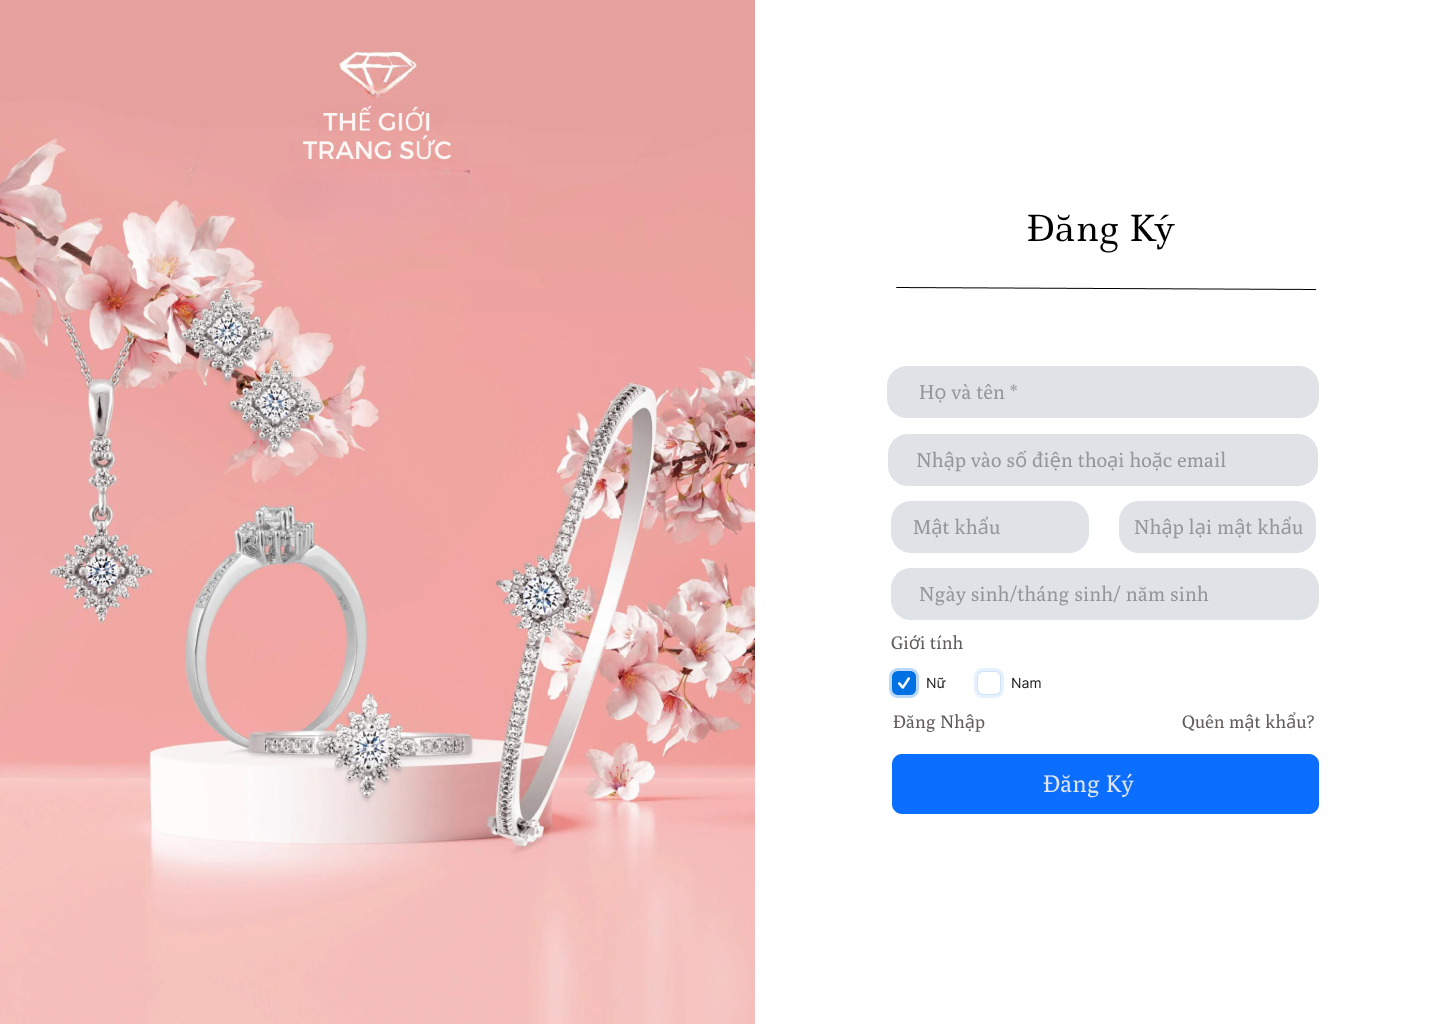 THẾ GIỚI
TRANG SỨC
Đăng Ký
Họ và tên *
Nhập vào số điện thoại hoặc email
Mật khẩu
Nhập lại mật khẩu
Ngày sinh/tháng sinh/ năm sinh
Giới tính
Nữ
Nam
Đăng Nhập
Quên mật khẩu?
Đăng Ký